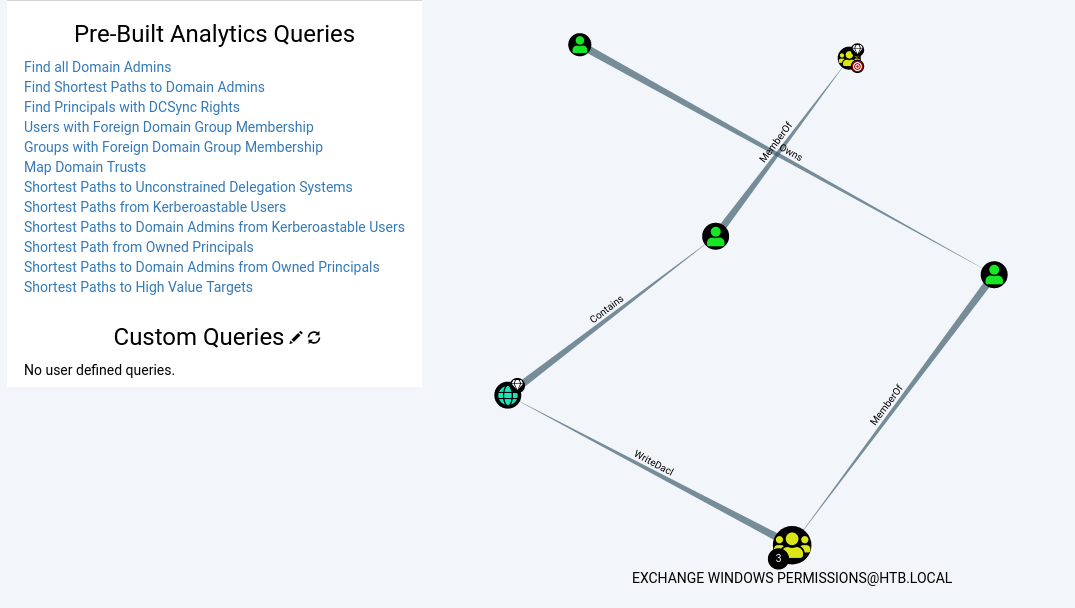 Pre-Built Analytics Queries
Find all Domain Admins
Find Shortest Paths to Domain Admins
Find Principals with DCSync Rights
Users with Foreign Domain Group Membership
Groups with Foreign Domain Group Membership
Map Domain Trusts
Shortest Paths to Unconstrained Delegation Systems
Shortest Paths from Kerberoastable Users
Shortest Paths to Domain Admins from Kerberoastable Users
Shortest Path from Owned Principals
Shortest Paths to Domain Admins from Owned Principals
Shortest Paths to High Value Targets
Custom Queries
No user defined queries.
MemberOf
Owns
Contains
MemberOf
WriteDacl
3
EXCHANGE WINDOWS PERMISSIONS@HTB.LOCAL